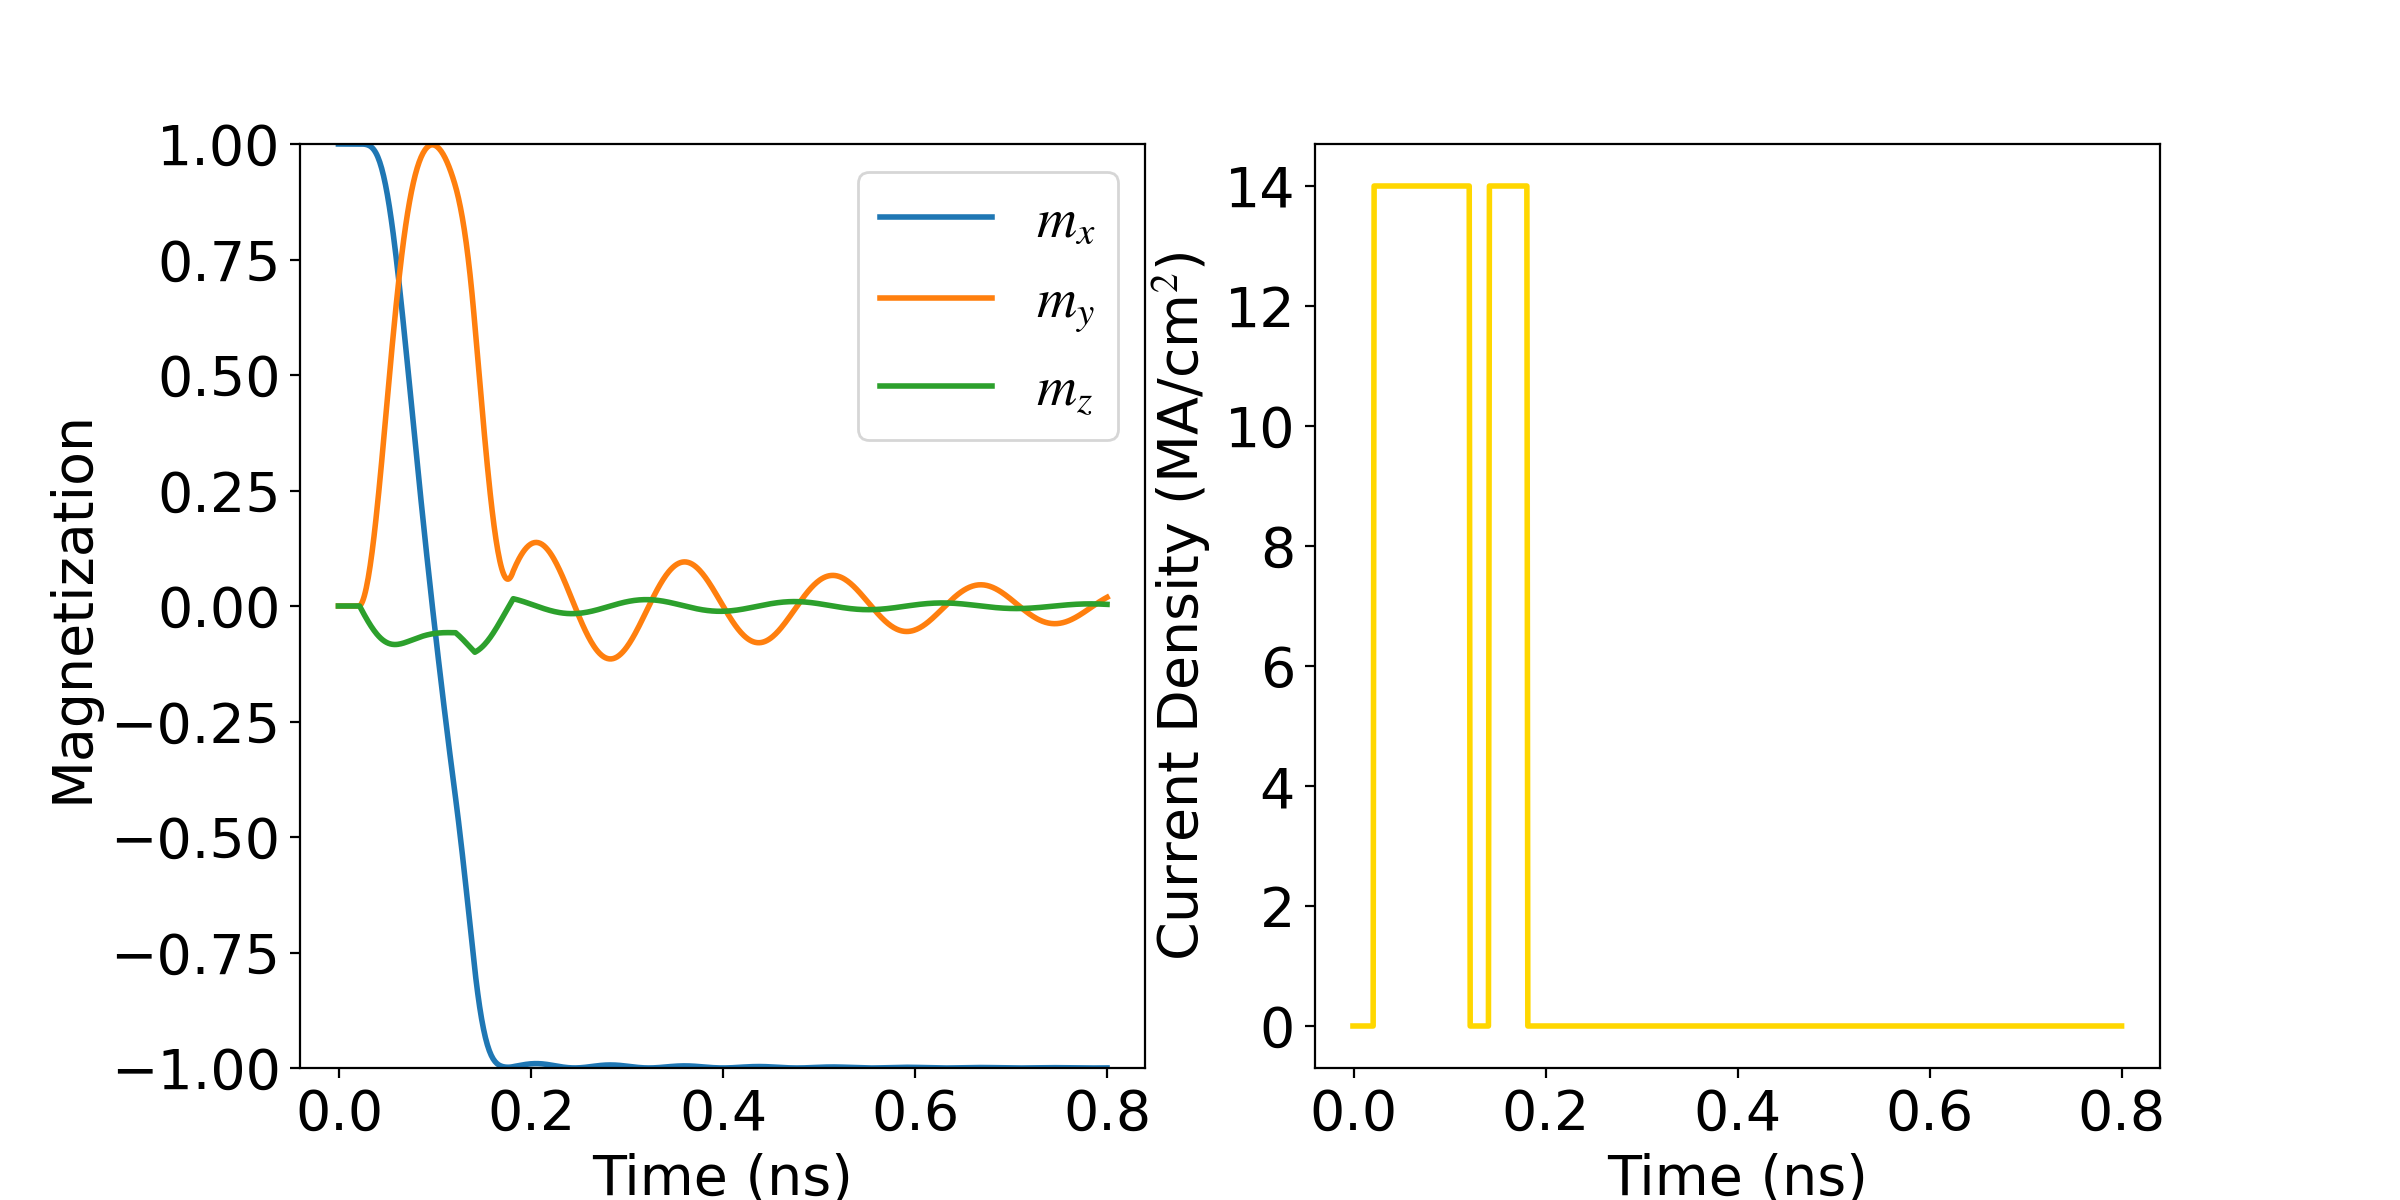 Magnetization
1.00
0.75
0.50
0.25
0.00
−0.25
−0.50
−0.75
−1.00
0.0 0.2 0.4 0.6 0.8
Time (ns)
m_x
m_y
m_z
Current Density (MA/cm²)
14
12
10
8
6
4
2
0
0.0 0.2 0.4 0.6 0.8
Time (ns)